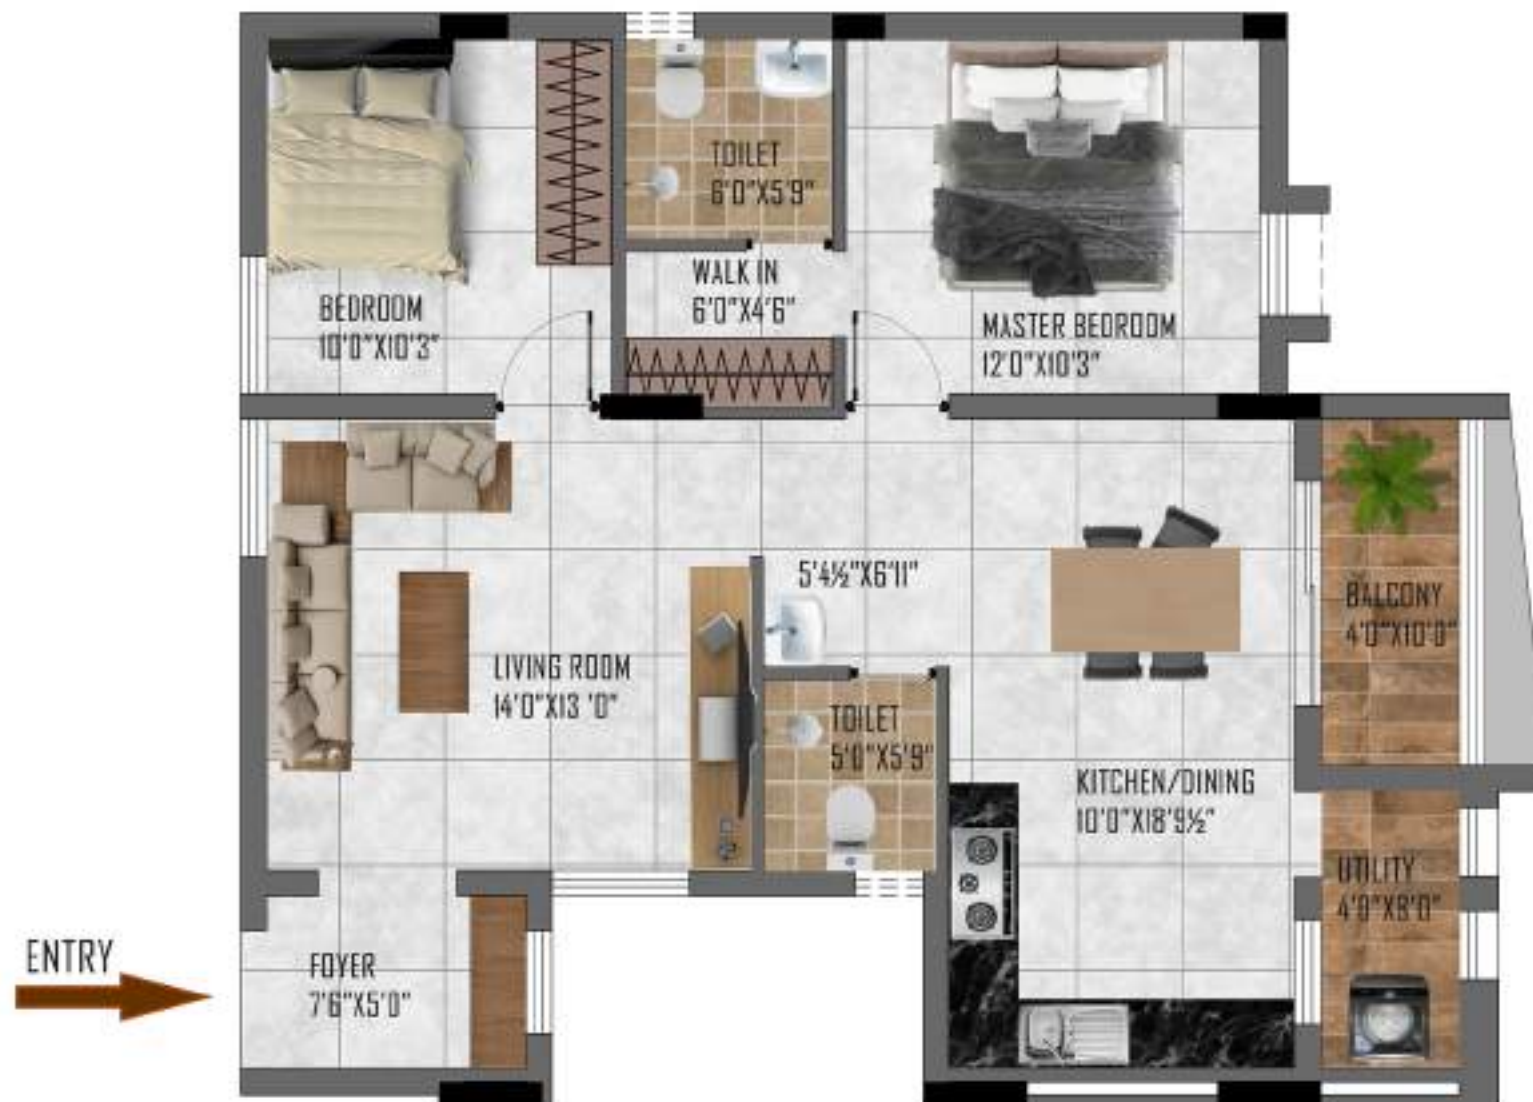 TOILET
6'0"X5'9"
WALK IN
6'0"X4'6"
BEDROOM
10'0"X10'3"
MASTER BEDROOM
12'0"X10'3"
5'4½"X6'11"
BALCONY
4'0"X10'0"
LIVING ROOM
14'0"X13 '0"
TOILET
5'0"X5'9"
KITCHEN/DINING
10'0"X18'9½"
UTILITY
4'0"X8'0"
ENTRY
FOYER
7'6"X5'0"